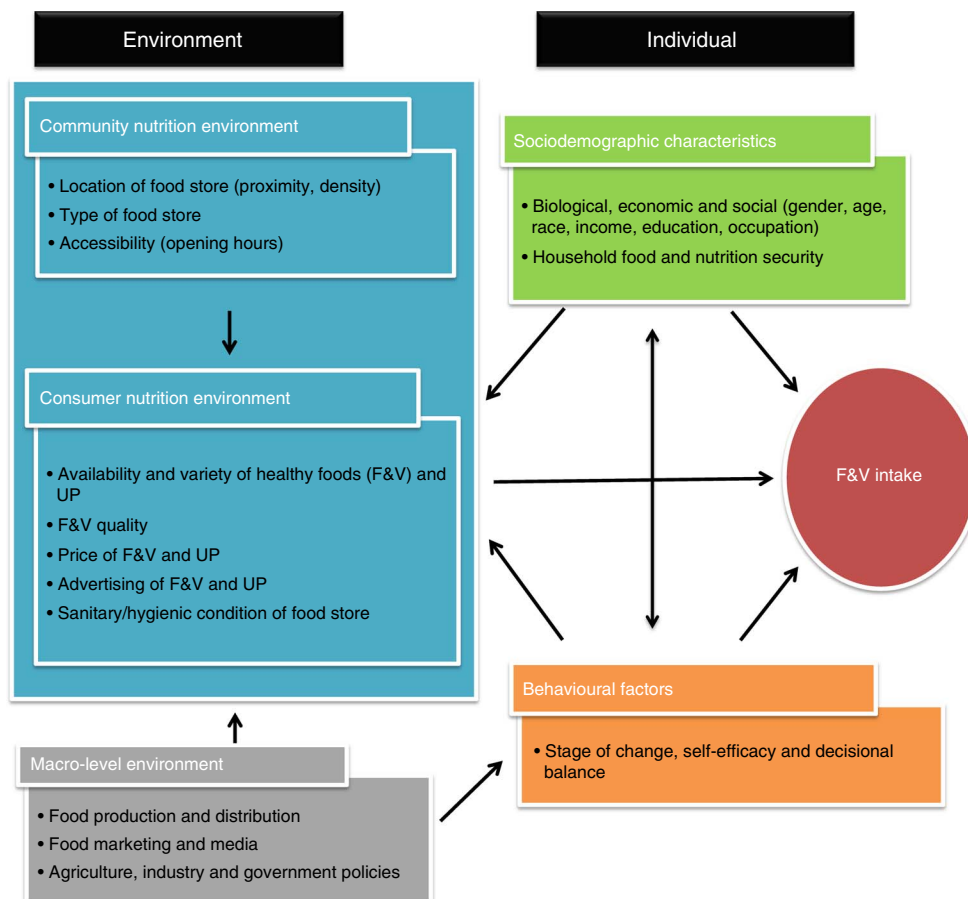 Environment
Community nutrition environment
• Location of food store (proximity, density)
• Type of food store
• Accessibility (opening hours)
Consumer nutrition environment
• Availability and variety of healthy foods (F&V) and
UP
• F&V quality
• Price of F&V and UP
• Advertising of F&V and UP
• Sanitary/hygienic condition of food store
Macro-level environment
• Food production and distribution
• Food marketing and media
• Agriculture, industry and government policies
Individual
Sociodemographic characteristics
• Biological, economic and social (gender, age,
race, income, education, occupation)
• Household food and nutrition security
F&V intake
Behavioural factors
• Stage of change, self-efficacy and decisional
balance